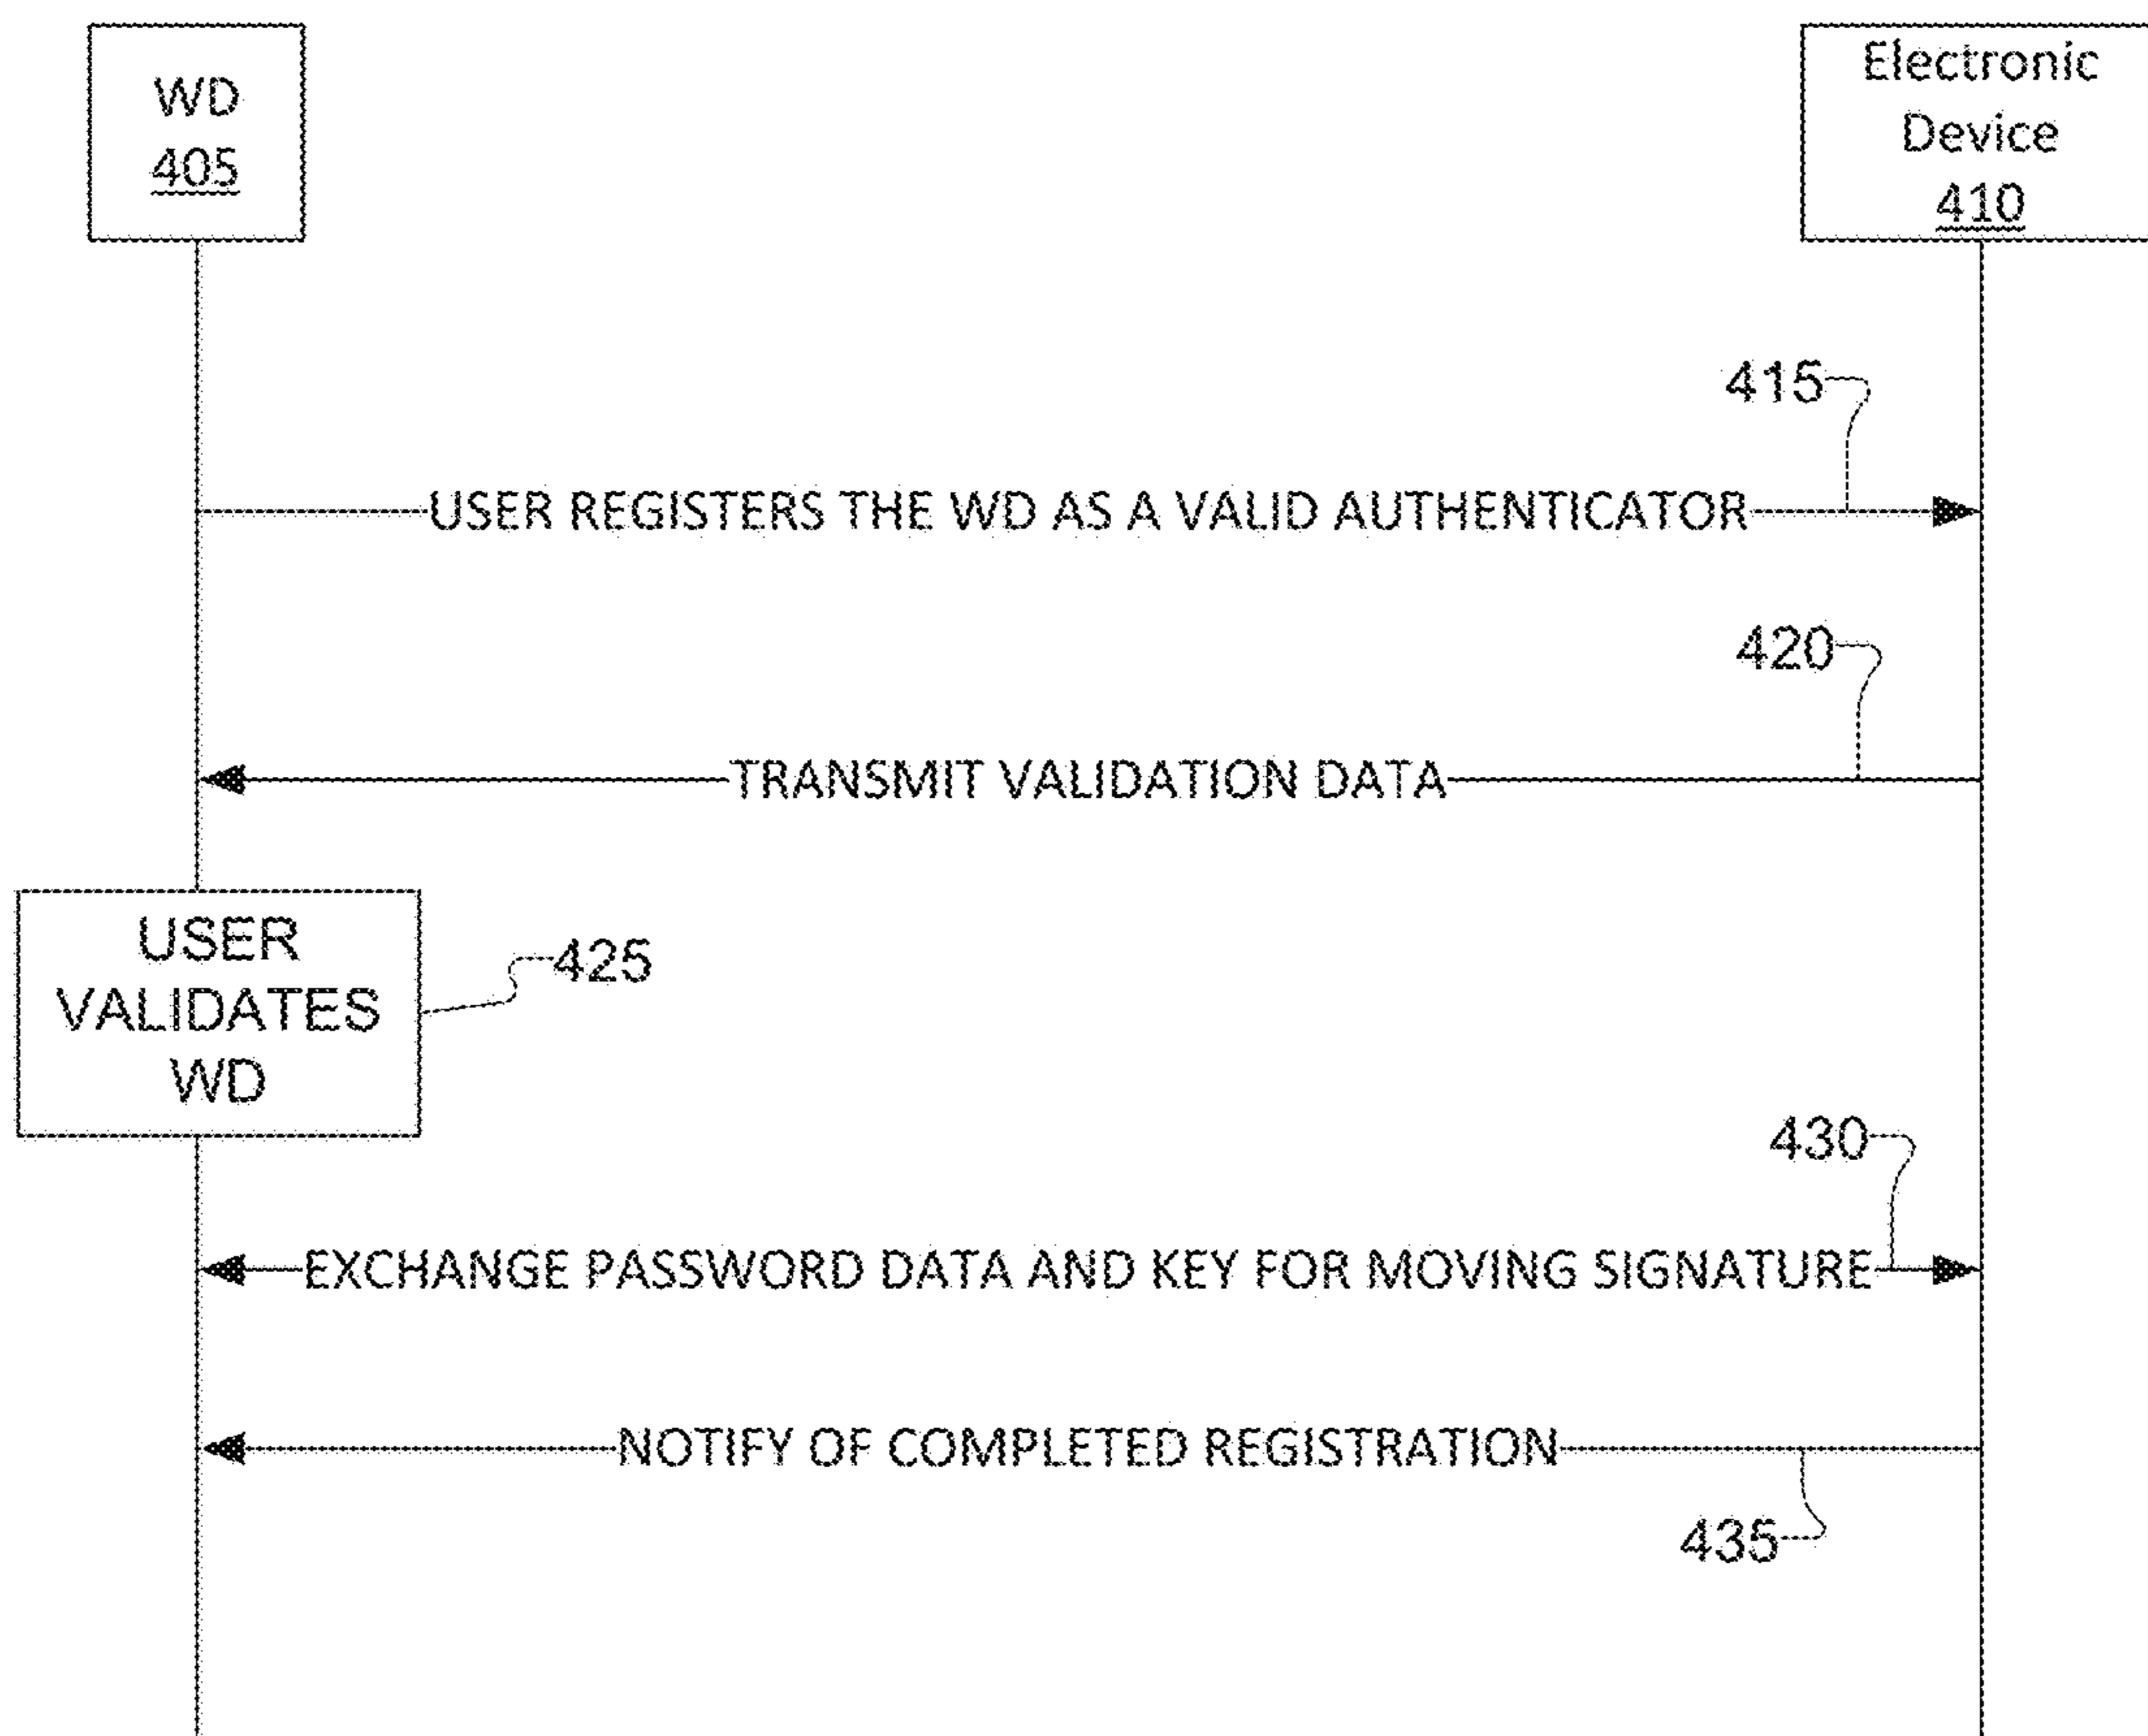 WD
405
Electronic
Device
410
415
USER REGISTERS THE WD AS A VALID AUTHENTICATOR
420
TRANSMIT VALIDATION DATA
USER
VALIDATES
WD
425
430
EXCHANGE PASSWORD DATA AND KEY FOR MOVING SIGNATURE
NOTIFY OF COMPLETED REGISTRATION
435